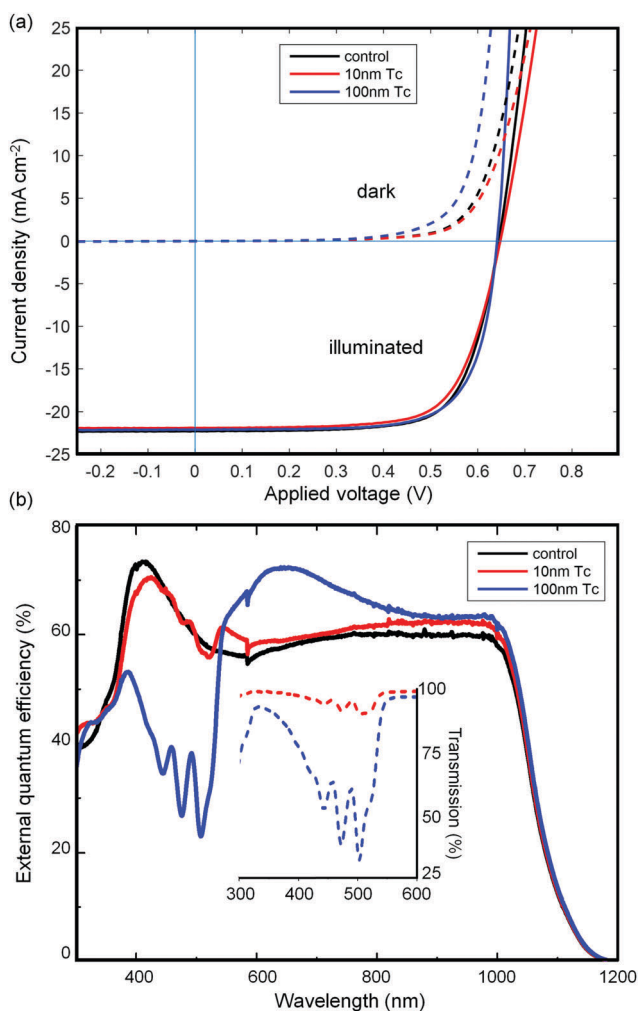 (a)
25
20
15
10
5
0
-5
-10
-15
-20
-25
Current density (mA cm⁻²)
control
10nm Tc
100nm Tc
dark
illuminated
-0.2 -0.1 0 0.1 0.2 0.3 0.4 0.5 0.6 0.7 0.8
Applied voltage (V)
(b)
80
60
40
20
0
External quantum efficiency (%)
control
10nm Tc
100nm Tc
100
75
50
25
Transmission (%)
300 400 500 600
400 600 800 1000 1200
Wavelength (nm)